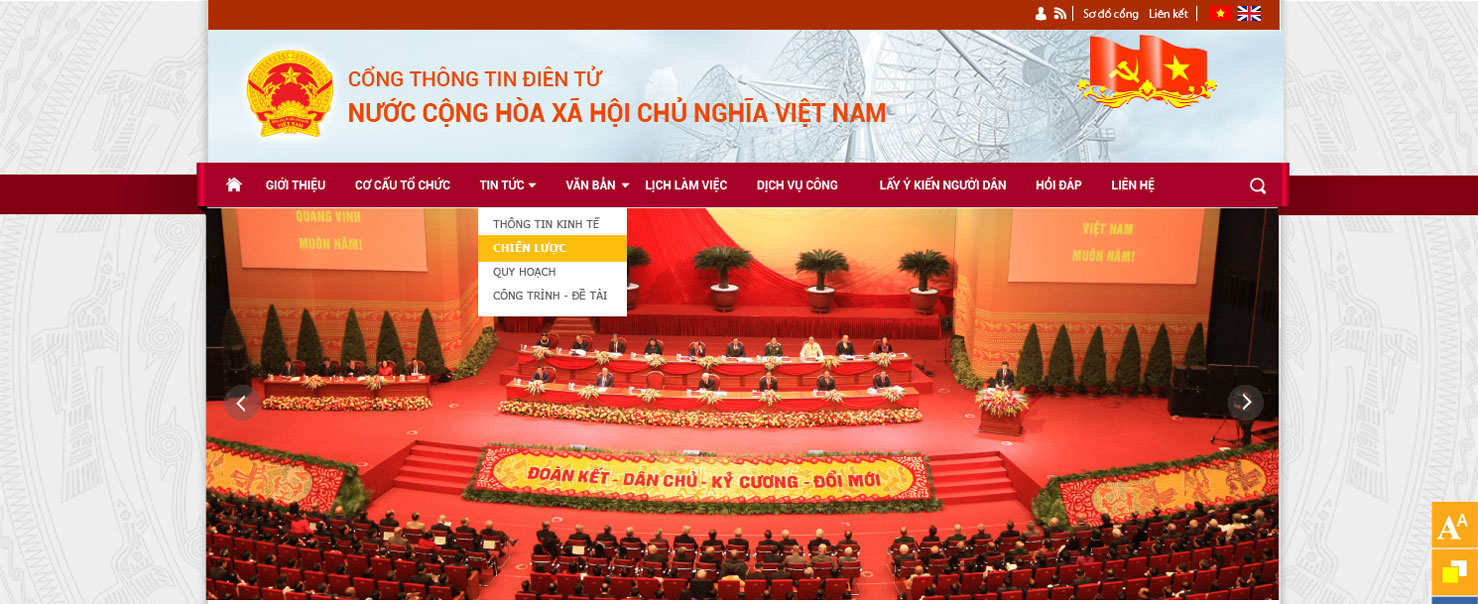 Sơ đồ cổng Liên kết
CỔNG THÔNG TIN ĐIỆN TỬ
NƯỚC CỘNG HÒA XÃ HỘI CHỦ NGHĨA VIỆT NAM
GIỚI THIỆU CƠ CẤU TỔ CHỨC TIN TỨC VĂN BẢN LỊCH LÀM VIỆC DỊCH VỤ CÔNG LẤY Ý KIẾN NGƯỜI DÂN HỎI ĐÁP LIÊN HỆ
THÔNG TIN KINH TẾ
CHIẾN LƯỢC
QUY HOẠCH
CÔNG TRÌNH - ĐỀ TÀI
QUANG VINH
MUÔN NĂM!
VIỆT NAM
MUÔN NĂM!
ĐOÀN KẾT - DÂN CHỦ - KỶ CƯƠNG - ĐỔI MỚI
AA